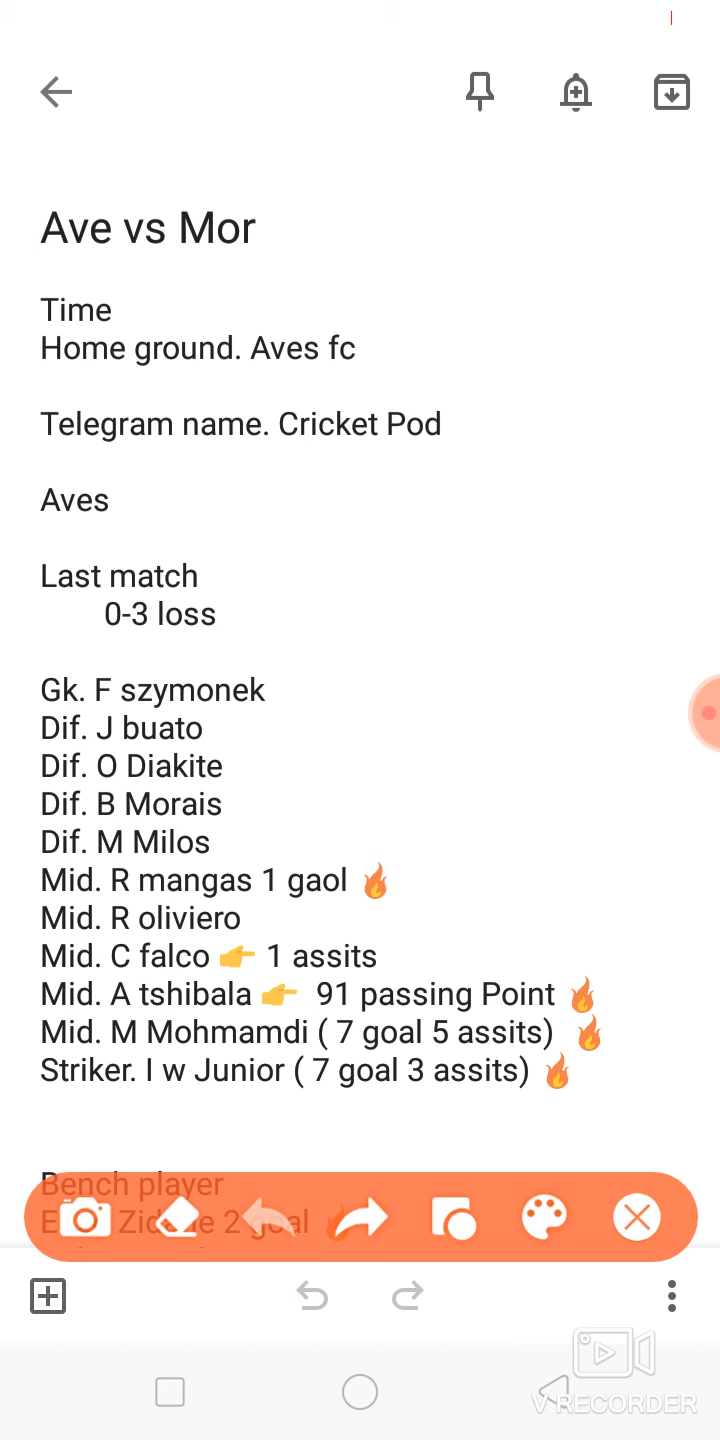 Ave vs Mor
Time
Home ground. Aves fc
Telegram name. Cricket Pod
Aves
Last match
0-3 loss
Gk. F szymonek
Dif. J buato
Dif. O Diakite
Dif. B Morais
Dif. M Milos
Mid. R mangas 1 gaol 🔥
Mid. R oliviero
Mid. C falco 👉 1 assits
Mid. A tshibala 👉 91 passing Point 🔥
Mid. M Mohmamdi ( 7 goal 5 assits) 🔥
Striker. I w Junior ( 7 goal 3 assits) 🔥
Bench player
2 goal
V RECORDER